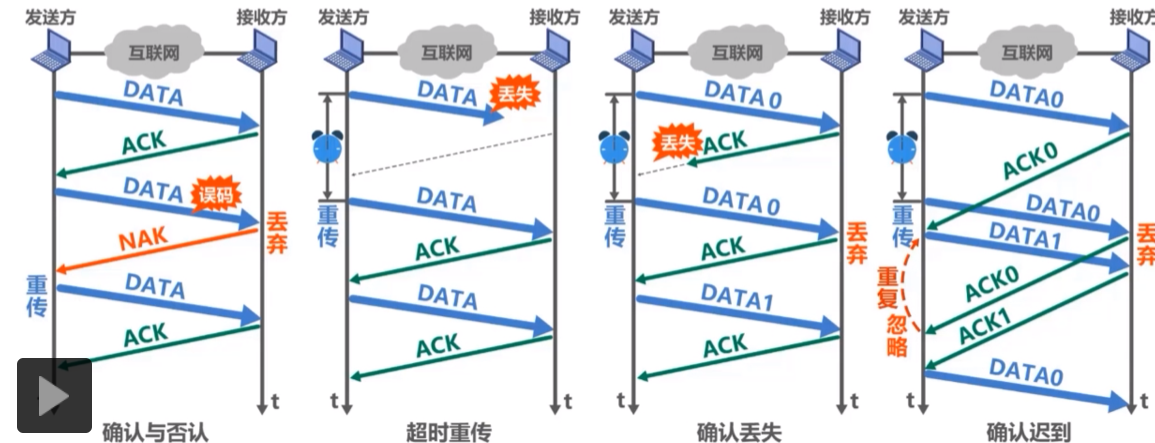 发送方
接收方
互联网
DATA
ACK
DATA
误码
NAK
丢弃
重传
DATA
ACK
t
确认与否认
发送方
接收方
互联网
DATA
丢失
重传
DATA
ACK
DATA
ACK
t
t
超时重传
发送方
接收方
互联网
DATA 0
丢失
ACK
重传
DATA 0
丢弃
ACK
DATA1
ACK
t
t
确认丢失
发送方
接收方
互联网
DATA0
ACK0
重传
DATA0
DATA1
丢弃
ACK0
重复
忽略
ACK1
DATA0
t
t
确认迟到